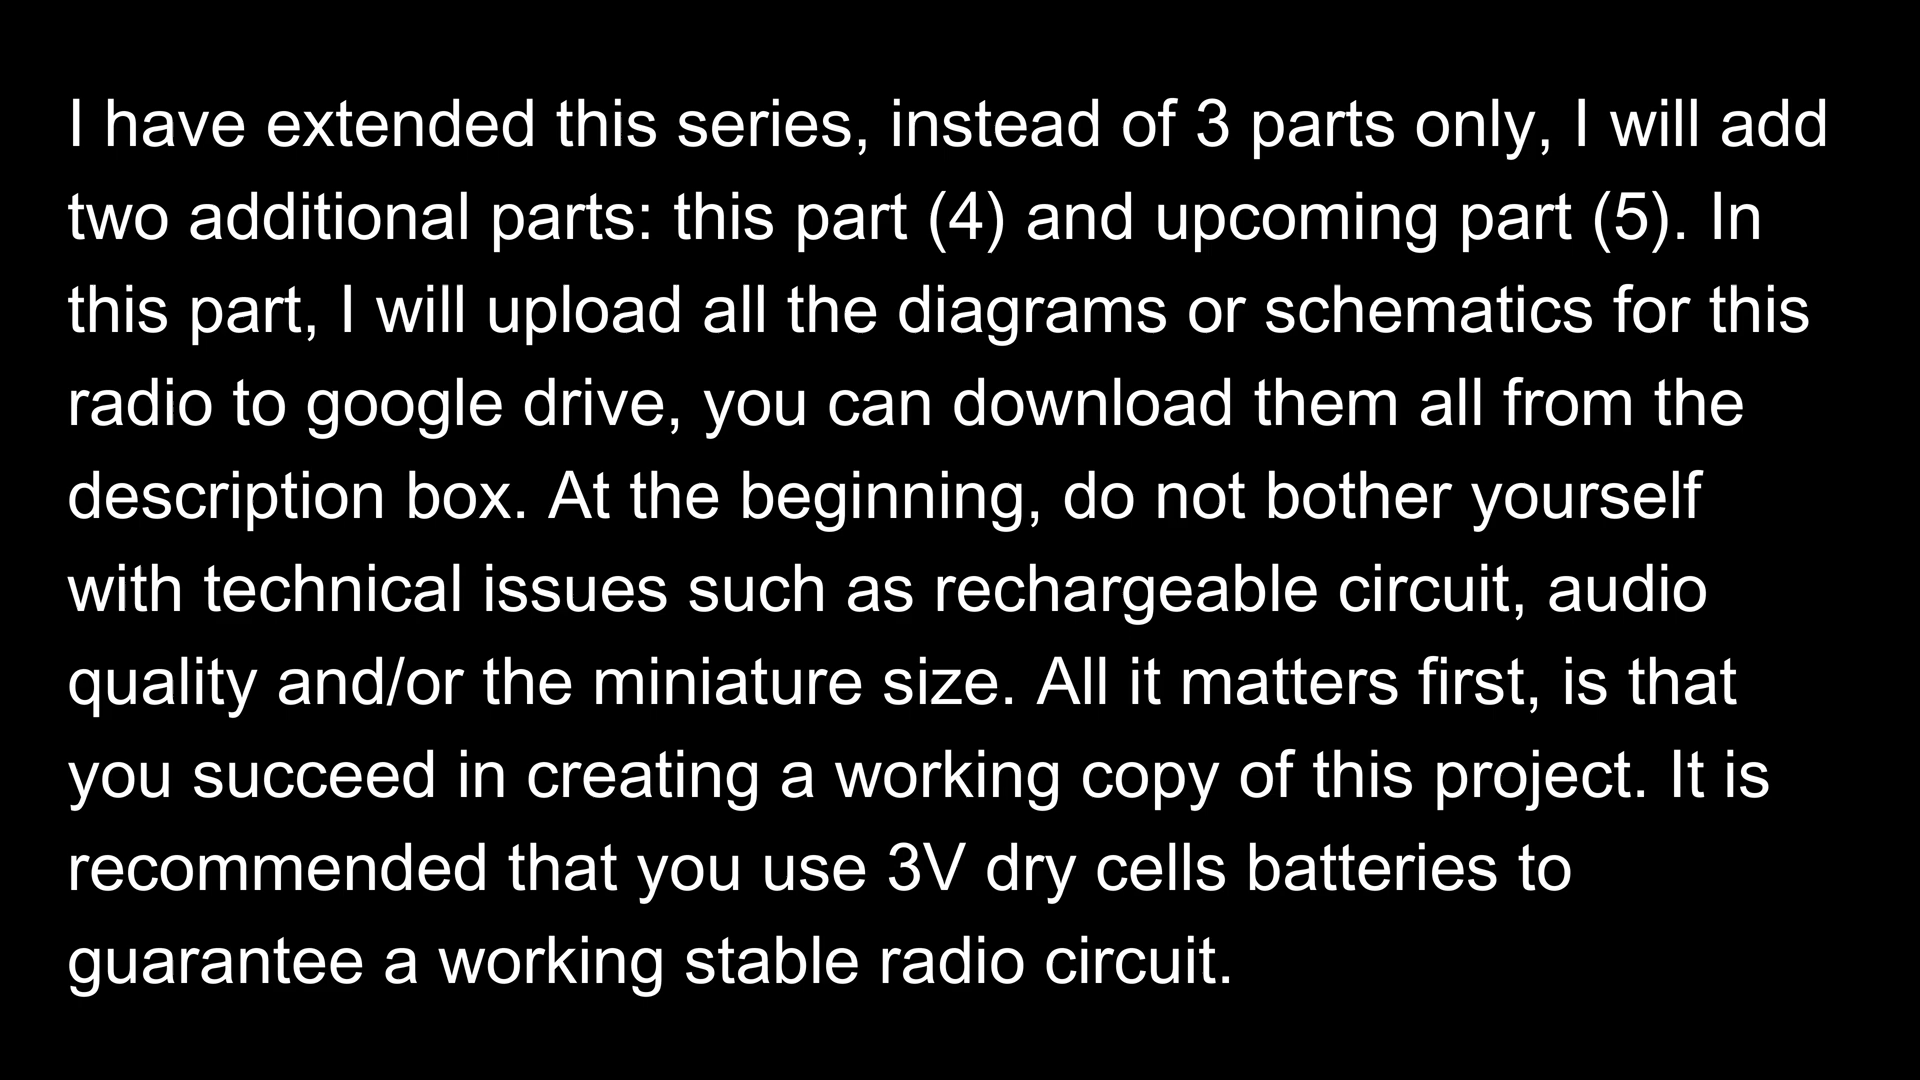 I have extended this series, instead of 3 parts only, I will add
two additional parts: this part (4) and upcoming part (5). In
this part, I will upload all the diagrams or schematics for this
radio to google drive, you can download them all from the
description box. At the beginning, do not bother yourself
with technical issues such as rechargeable circuit, audio
quality and/or the miniature size. All it matters first, is that
you succeed in creating a working copy of this project. It is
recommended that you use 3V dry cells batteries to
guarantee a working stable radio circuit.